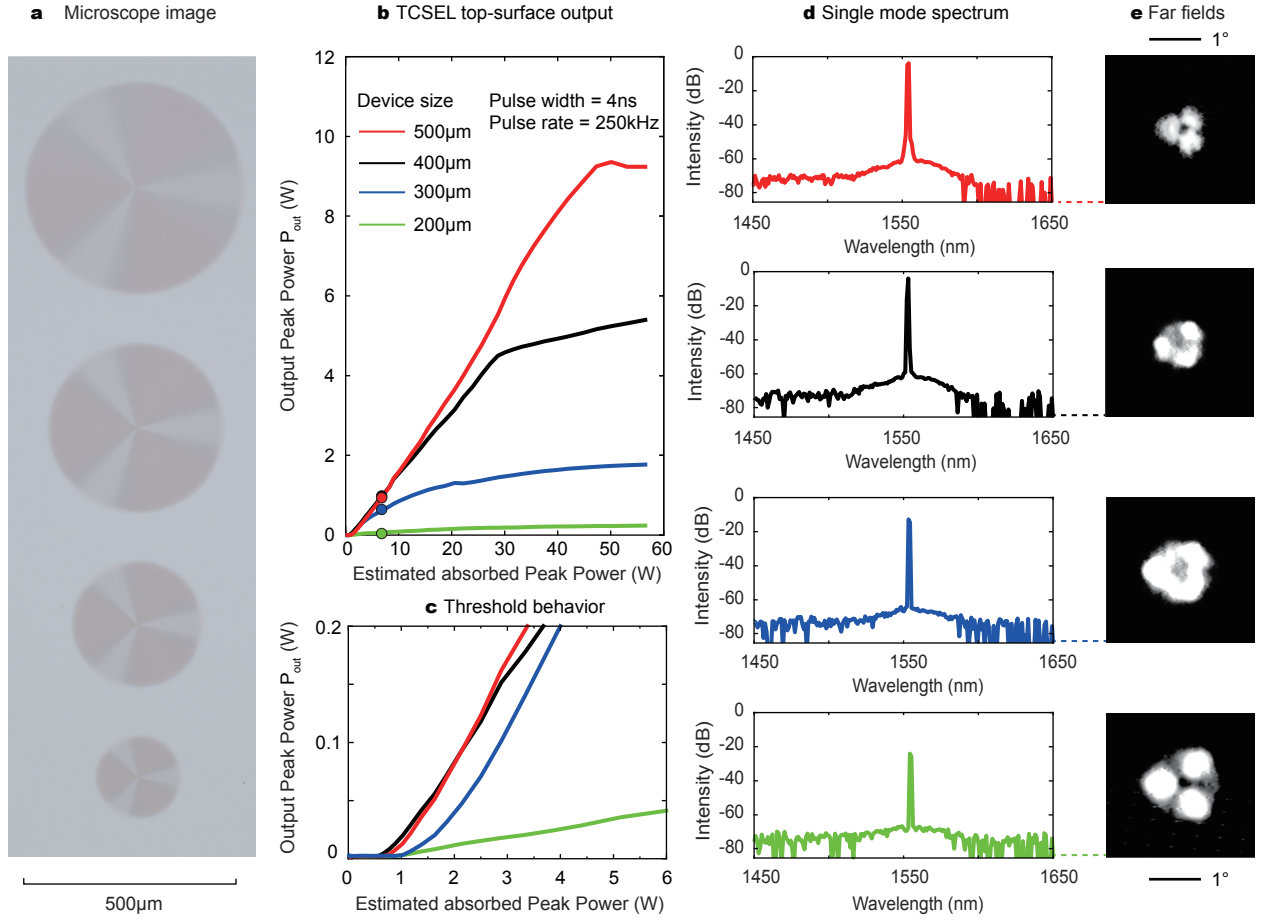 a Microscope image
500µm
b TCSEL top-surface output
Output Peak Power Pout (W)
12
10
8
6
4
2
0
Device size
500µm
400µm
300µm
200µm
Pulse width = 4ns
Pulse rate = 250kHz
0 10 20 30 40 50 60
Estimated absorbed Peak Power (W)
c Threshold behavior
Output Peak Power Pout (W)
0.2
0.1
0
0 1 2 3 4 5 6
Estimated absorbed Peak Power (W)
d Single mode spectrum
Intensity (dB)
0
-20
-40
-60
-80
1450 1550 1650
Wavelength (nm)
Intensity (dB)
0
-20
-40
-60
-80
1450 1550 1650
Wavelength (nm)
Intensity (dB)
0
-20
-40
-60
-80
1450 1550 1650
Wavelength (nm)
Intensity (dB)
0
-20
-40
-60
-80
1450 1550 1650
Wavelength (nm)
e Far fields
1°
1°